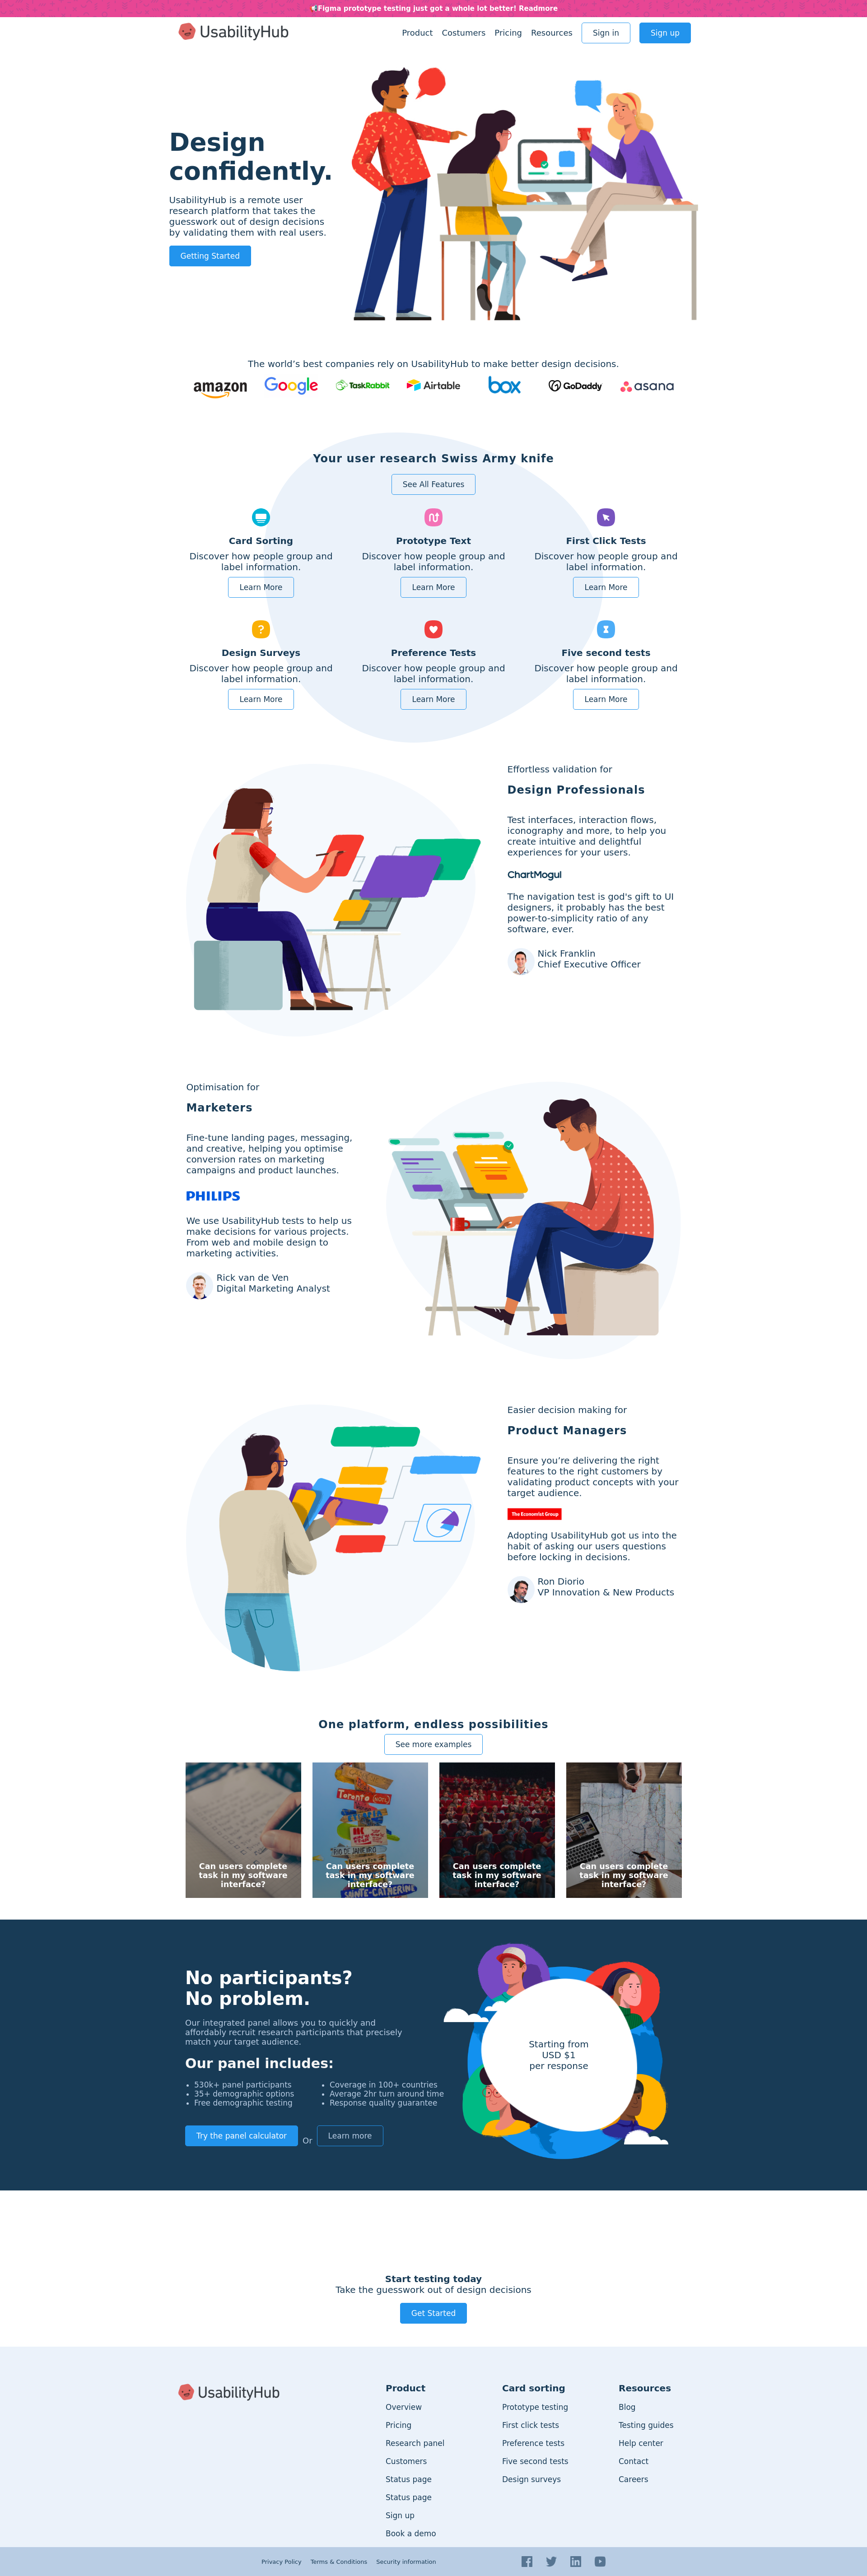 Figma prototype testing just got a whole lot better! Readmore
UsabilityHub
Product
Costumers
Pricing
Resources
Sign in
Sign up
Design
confidently.
UsabilityHub is a remote user
research platform that takes the
guesswork out of design decisions
by validating them with real users.
Getting Started
The world’s best companies rely on UsabilityHub to make better design decisions.
amazon
Google
TaskRabbit
Airtable
box
GoDaddy
asana
Your user research Swiss Army knife
See All Features
Card Sorting
Discover how people group and
label information.
Learn More
Prototype Text
Discover how people group and
label information.
Learn More
First Click Tests
Discover how people group and
label information.
Learn More
Design Surveys
Discover how people group and
label information.
Learn More
Preference Tests
Discover how people group and
label information.
Learn More
Five second tests
Discover how people group and
label information.
Learn More
Effortless validation for
Design Professionals
Test interfaces, interaction flows,
iconography and more, to help you
create intuitive and delightful
experiences for your users.
ChartMogul
The navigation test is god's gift to UI
designers, it probably has the best
power-to-simplicity ratio of any
software, ever.
Nick Franklin
Chief Executive Officer
Optimisation for
Marketers
Fine-tune landing pages, messaging,
and creative, helping you optimise
conversion rates on marketing
campaigns and product launches.
PHILIPS
We use UsabilityHub tests to help us
make decisions for various projects.
From web and mobile design to
marketing activities.
Rick van de Ven
Digital Marketing Analyst
Easier decision making for
Product Managers
Ensure you’re delivering the right
features to the right customers by
validating product concepts with your
target audience.
The Economist Group
Adopting UsabilityHub got us into the
habit of asking our users questions
before locking in decisions.
Ron Diorio
VP Innovation & New Products
One platform, endless possibilities
See more examples
Can users complete
task in my software
interface?
Toronto
RIO DE JANEIRO
SAINTE-CATHERINE
Can users complete
task in my software
interface?
Can users complete
task in my software
interface?
Can users complete
task in my software
interface?
No participants?
No problem.
Our integrated panel allows you to quickly and
affordably recruit research participants that precisely
match your target audience.
Our panel includes:
530k+ panel participants
35+ demographic options
Free demographic testing
Coverage in 100+ countries
Average 2hr turn around time
Response quality guarantee
Try the panel calculator
Or
Learn more
Starting from
USD $1
per response
Start testing today
Take the guesswork out of design decisions
Get Started
UsabilityHub
Product
Overview
Pricing
Research panel
Customers
Status page
Status page
Sign up
Book a demo
Card sorting
Prototype testing
First click tests
Preference tests
Five second tests
Design surveys
Resources
Blog
Testing guides
Help center
Contact
Careers
Privacy Policy
Terms & Conditions
Security information